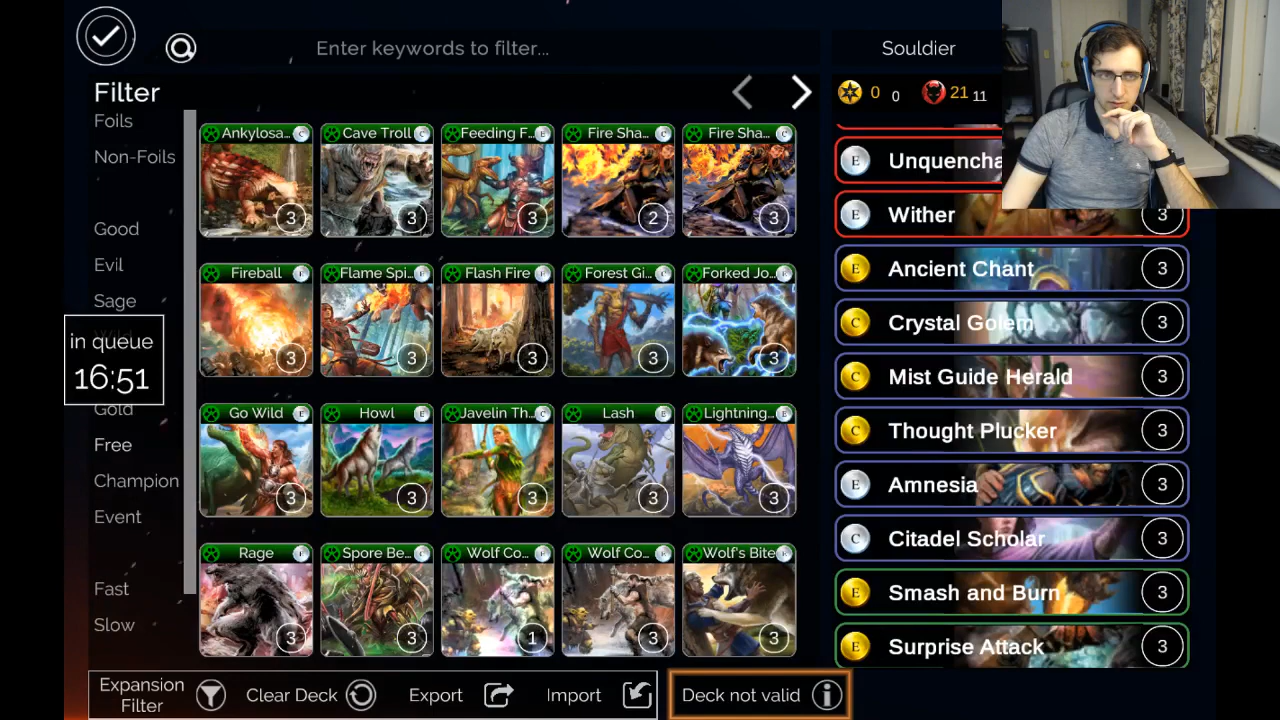 Enter keywords to filter...
Souldier
Filter
0 0 21 11
Foils
Non-Foils
Good
Evil
Sage
in queue
16:51
Gold
Free
Champion
Event
Fast
Slow
Ankylosa... C
Cave Troll C
Feeding F... E
Fire Sha... C
Fire Sha... C
3
3
3
2
3
Fireball E
Flame Spi...
Flash Fire E
Forest Gi...
Forked Jo... E
3
3
3
3
3
Go Wild E
Howl E
Javelin Th... C
Lash E
Lightning...
3
3
3
3
3
Rage E
Spore Be... C
Wolf Co... E
Wolf Co... E
Wolf's Bite E
3
3
1
3
3
E Unquencha
E Wither 3
E Ancient Chant 3
C Crystal Golem 3
C Mist Guide Herald 3
C Thought Plucker 3
E Amnesia 3
C Citadel Scholar 3
E Smash and Burn 3
E Surprise Attack 3
Expansion
Filter
Clear Deck
Export
Import
Deck not valid